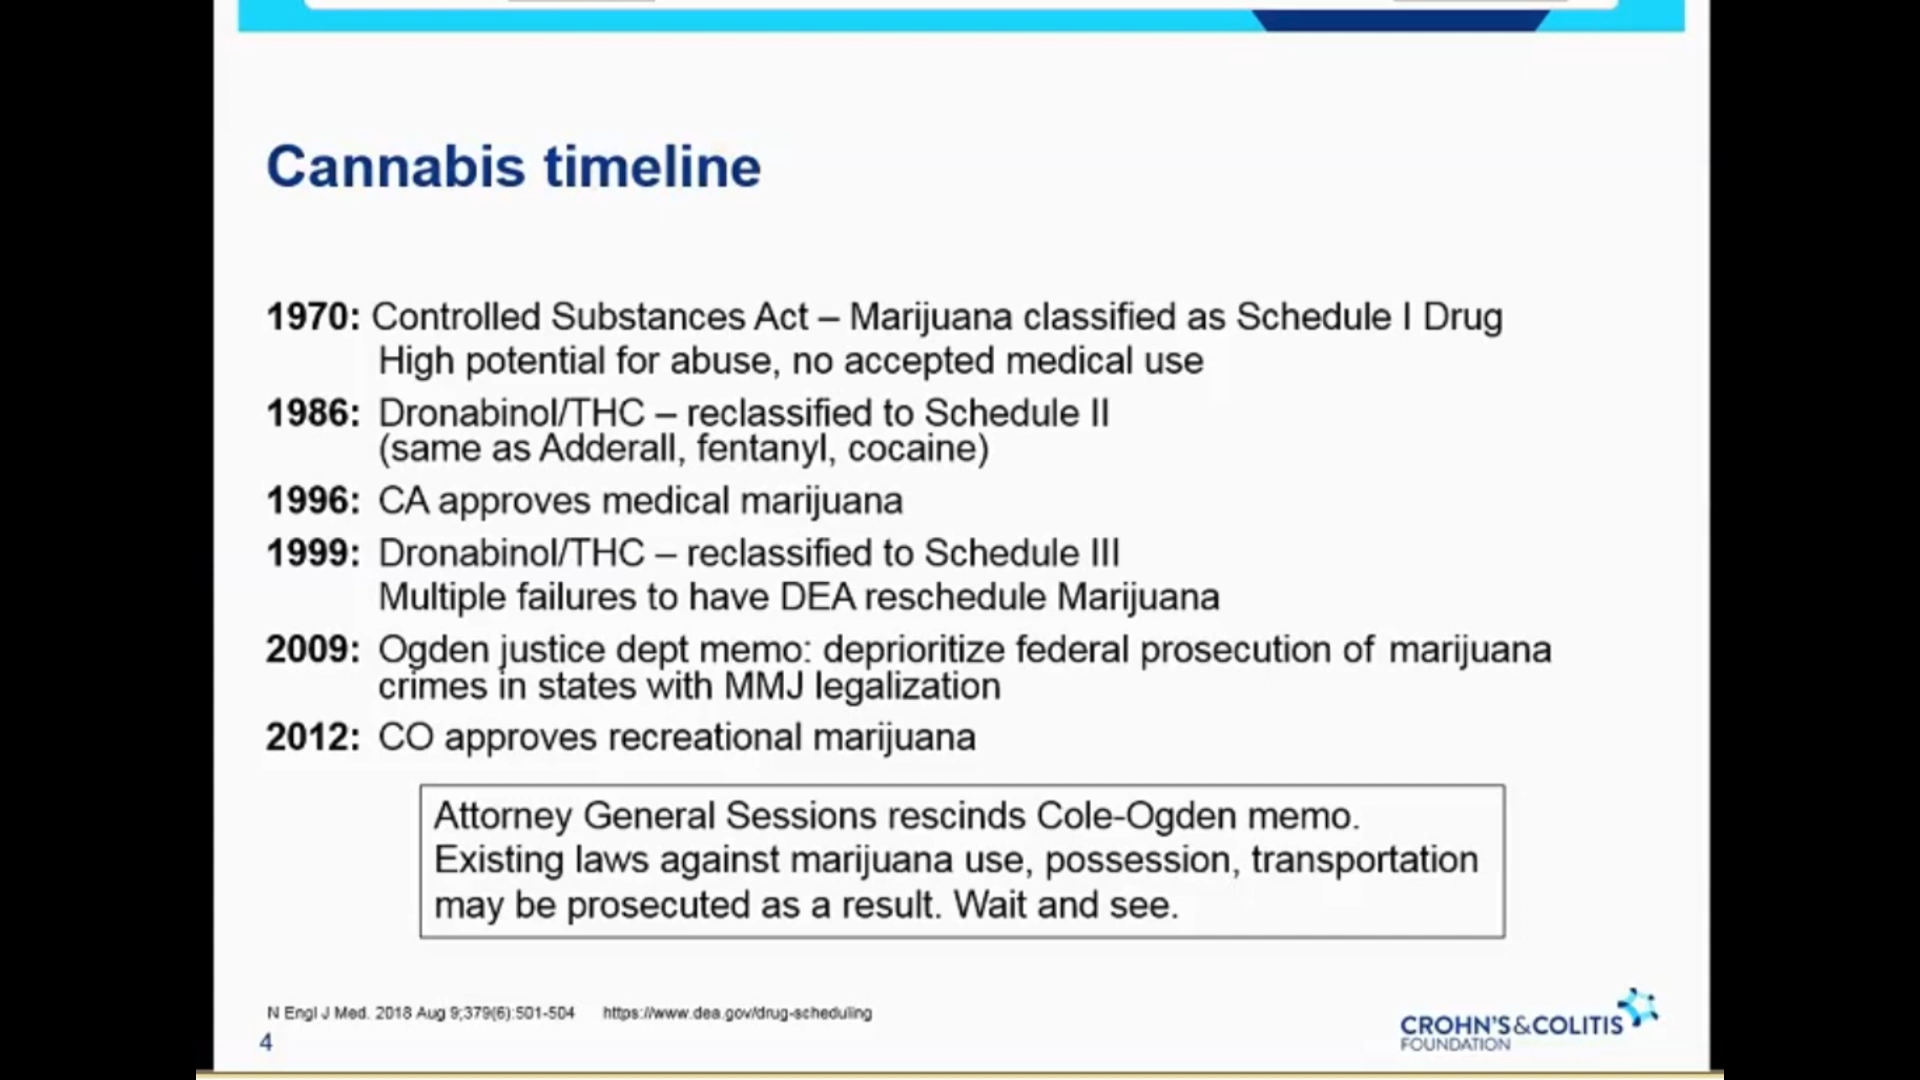 Cannabis timeline
1970: Controlled Substances Act – Marijuana classified as Schedule I Drug
High potential for abuse, no accepted medical use
1986: Dronabinol/THC – reclassified to Schedule II
(same as Adderall, fentanyl, cocaine)
1996: CA approves medical marijuana
1999: Dronabinol/THC – reclassified to Schedule III
Multiple failures to have DEA reschedule Marijuana
2009: Ogden justice dept memo: deprioritize federal prosecution of marijuana
crimes in states with MMJ legalization
2012: CO approves recreational marijuana
Attorney General Sessions rescinds Cole-Ogden memo.
Existing laws against marijuana use, possession, transportation
may be prosecuted as a result. Wait and see.
N Engl J Med. 2018 Aug 9;379(6):501-504 https://www.dea.gov/drug-scheduling
4
CROHN'S&COLITIS
FOUNDATION